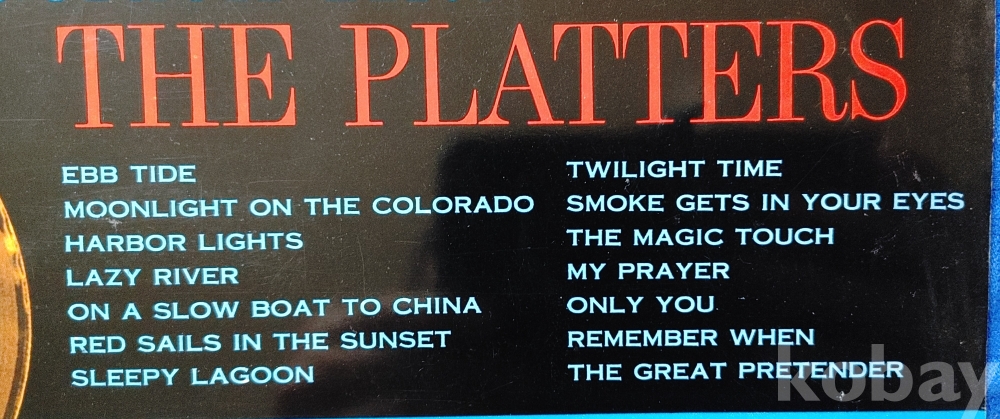 THE PLATTERS
EBB TIDE
MOONLIGHT ON THE COLORADO
HARBOR LIGHTS
LAZY RIVER
ON A SLOW BOAT TO CHINA
RED SAILS IN THE SUNSET
SLEEPY LAGOON
TWILIGHT TIME
SMOKE GETS IN YOUR EYES
THE MAGIC TOUCH
MY PRAYER
ONLY YOU
REMEMBER WHEN
THE GREAT PRETENDER
kobay